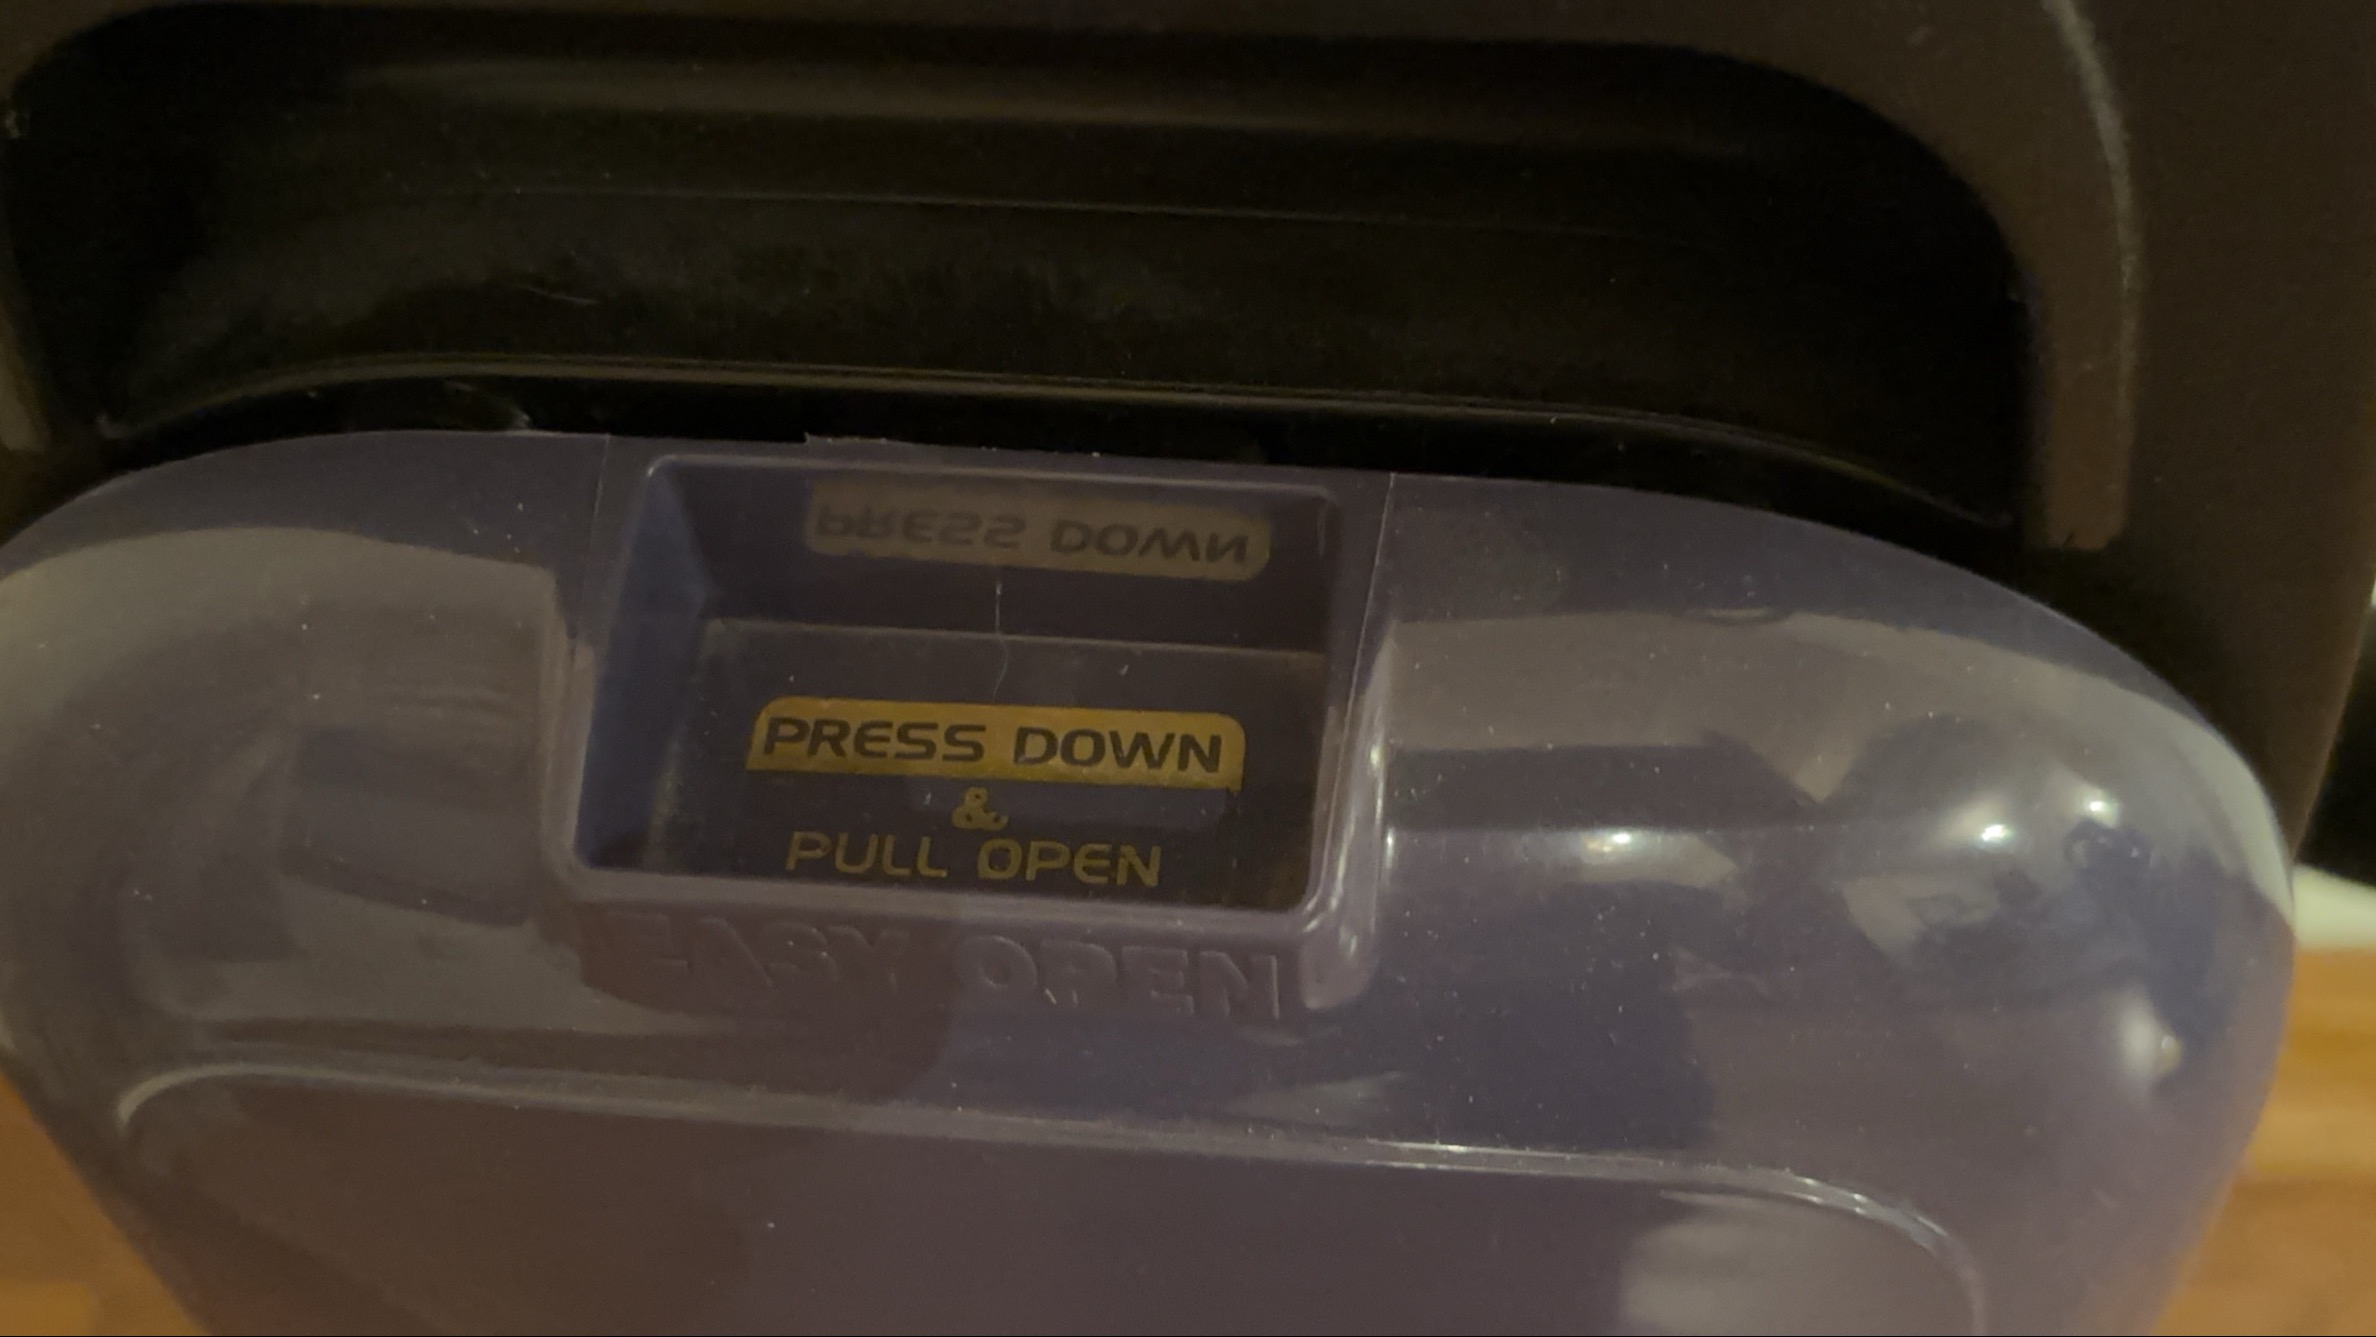 PRESS DOWN
PRESS DOWN
&
PULL OPEN
EASY OPEN